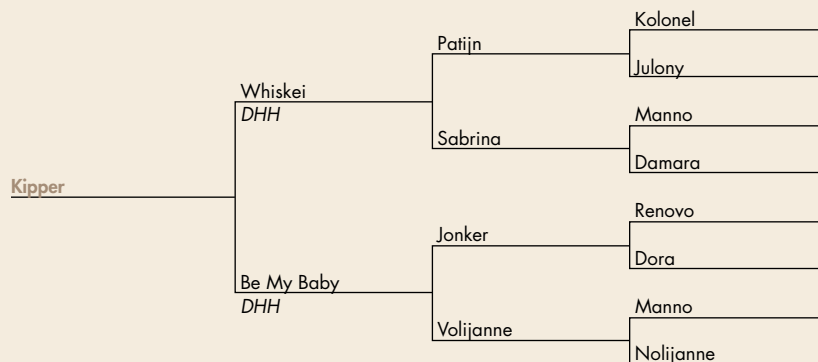 Kolonel
Patijn
Julony
Whiskei
DHH
Manno
Sabrina
Damara
Kipper
Renovo
Jonker
Dora
Be My Baby
DHH
Manno
Volijanne
Nolijanne